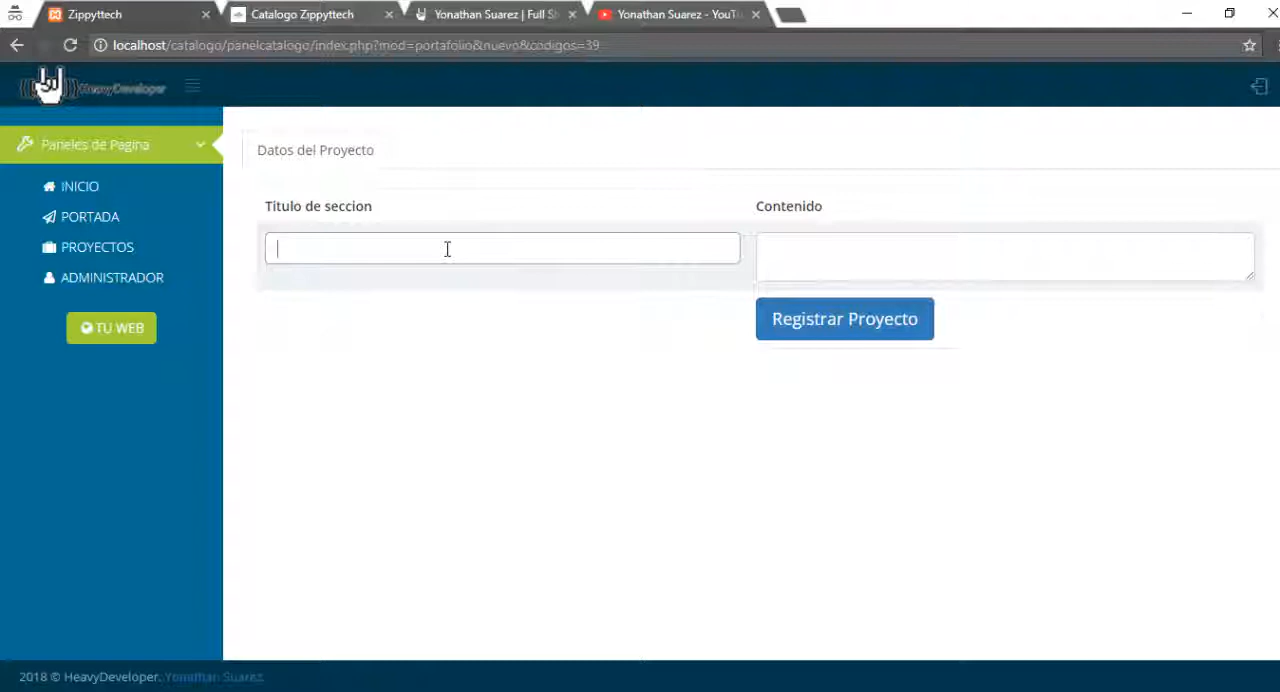 Zippyttech
Catalogo Zippyttech
Yonathan Suarez | Full S
Yonathan Suarez - YouTu
localhost/catalogo/panelcatalogo/index.php?mod=portafolio&nuevo&codigos=39
HeavyDeveloper
Paneles de Pagina
INICIO
PORTADA
PROYECTOS
ADMINISTRADOR
TU WEB
Datos del Proyecto
Titulo de seccion
Contenido
Registrar Proyecto
2018 © HeavyDeveloper. Yonathan Suarez